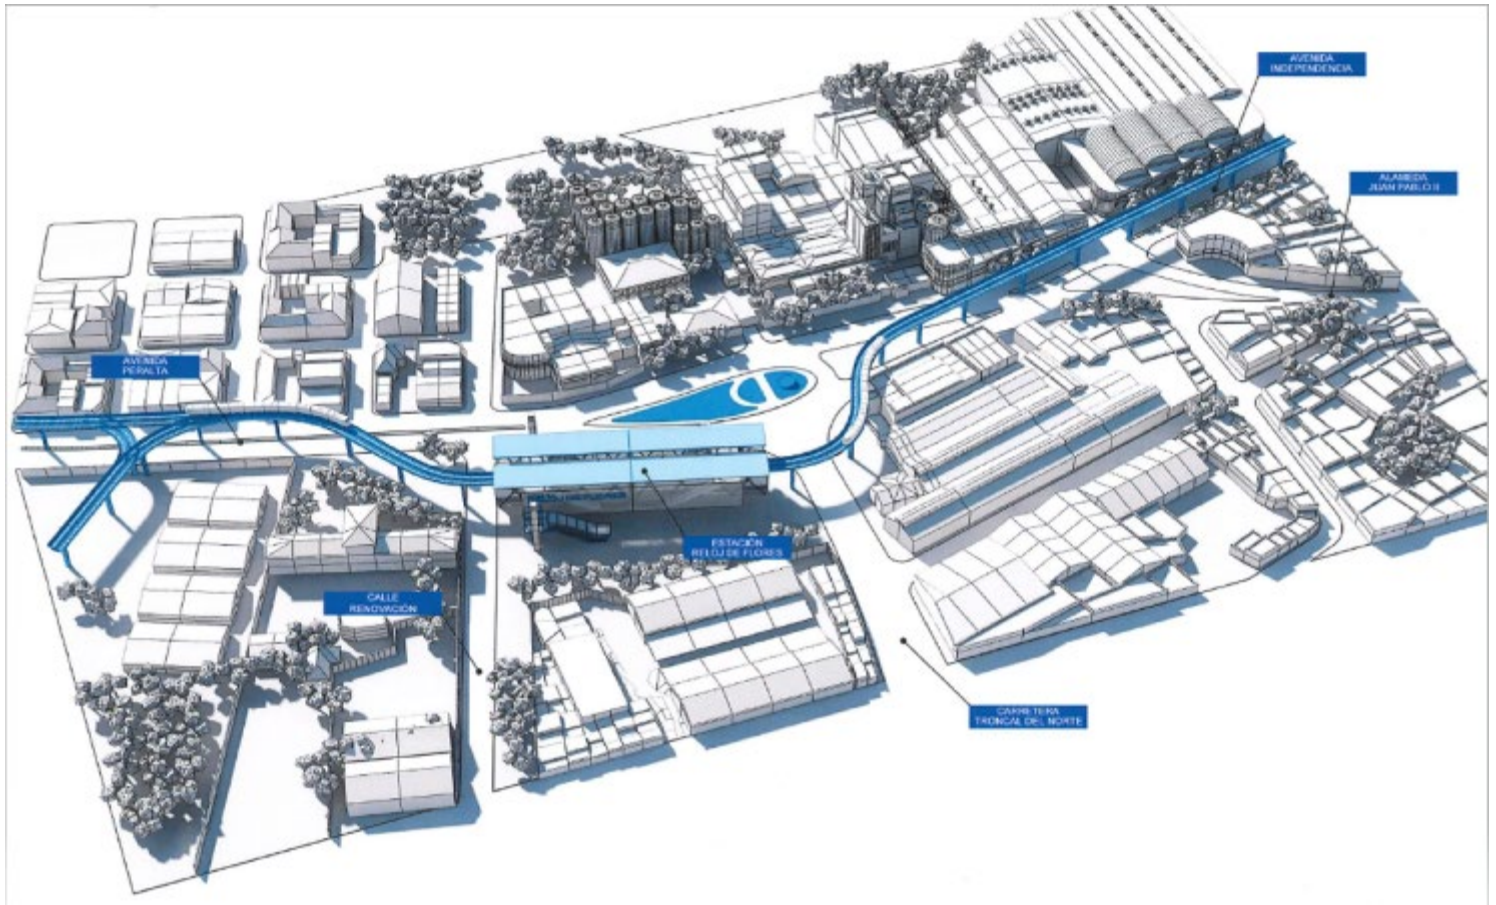 AVENIDA
INDEPENDENCIA
ALAMEDA
JUAN PABLO II
AVENIDA
PERALTA
ESTACIÓN
RELOJ DE FLORES
CALLE
RENOVACIÓN
CARRETERA
TRONCAL DEL NORTE